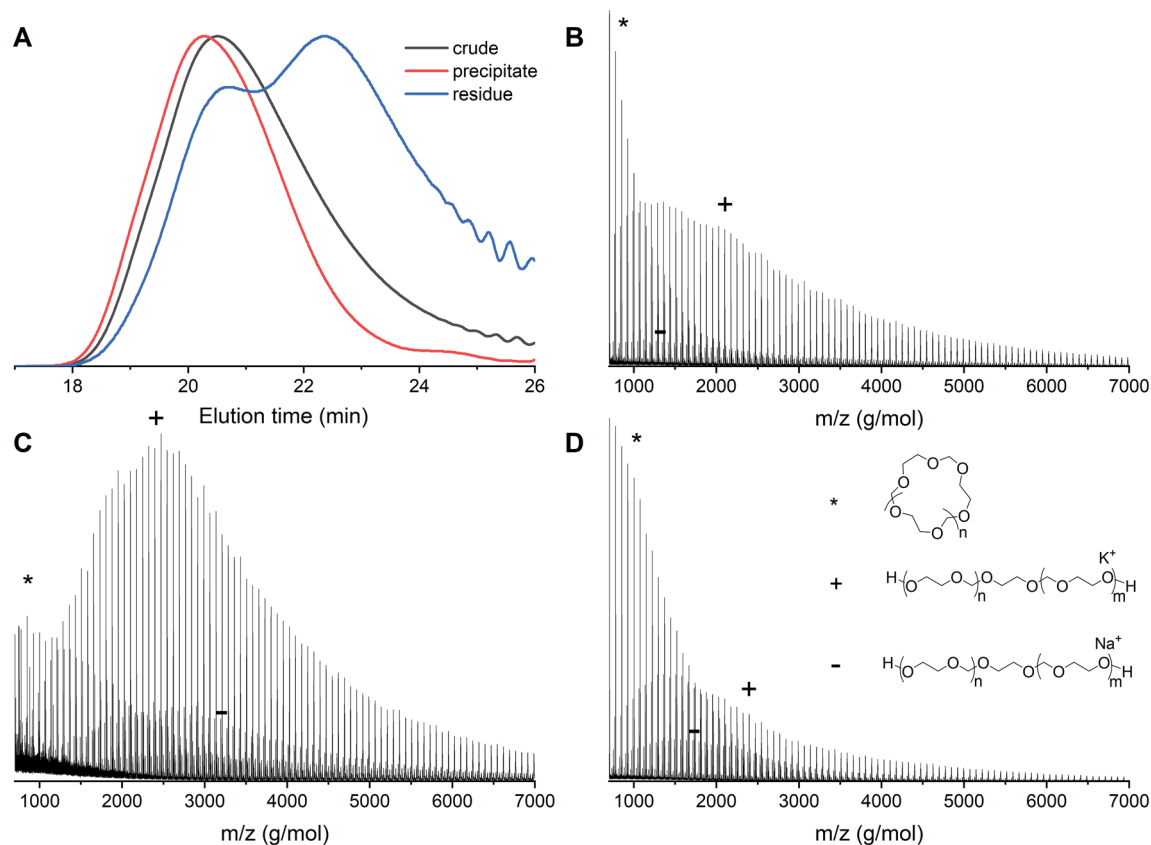 A
crude
precipitate
residue
18
20
22
24
26
Elution time (min)
B
*
+
-
1000
2000
3000
4000
5000
6000
7000
m/z (g/mol)
C
+
*
-
1000
2000
3000
4000
5000
6000
7000
m/z (g/mol)
D
*
+
-
*
O
O
O
O
O
O
n
+
K+
H
O
O
n
O
O
O
O
m
H
-
Na+
H
O
O
n
O
O
O
O
m
H
1000
2000
3000
4000
5000
6000
7000
m/z (g/mol)